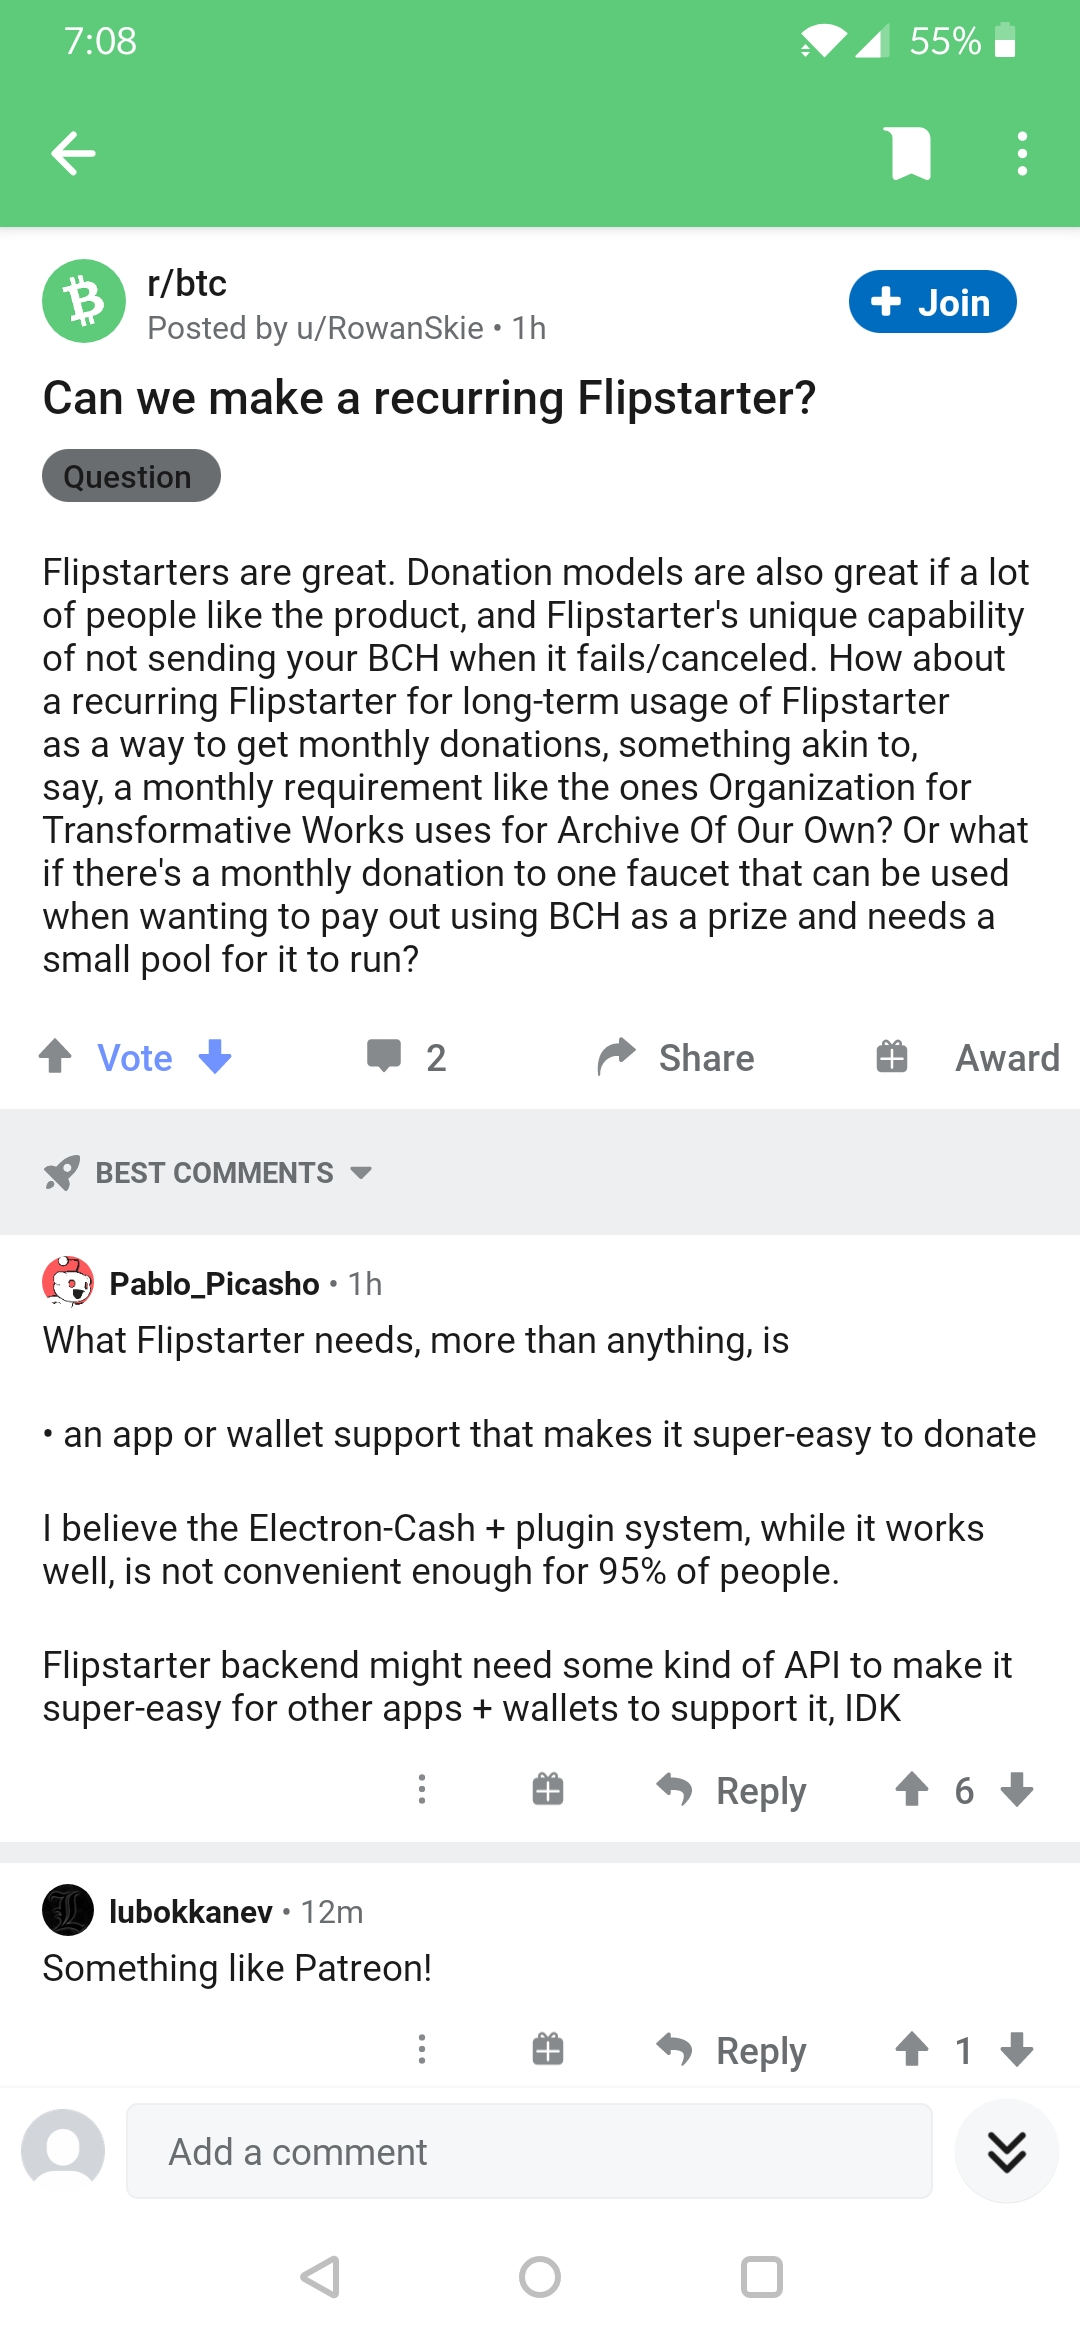 7:08
55%
r/btc
Posted by u/RowanSkie • 1h
Join
Can we make a recurring Flipstarter?
Question
Flipstarters are great. Donation models are also great if a lot
of people like the product, and Flipstarter's unique capability
of not sending your BCH when it fails/canceled. How about
a recurring Flipstarter for long-term usage of Flipstarter
as a way to get monthly donations, something akin to,
say, a monthly requirement like the ones Organization for
Transformative Works uses for Archive Of Our Own? Or what
if there's a monthly donation to one faucet that can be used
when wanting to pay out using BCH as a prize and needs a
small pool for it to run?
Vote 2 Share Award
BEST COMMENTS
Pablo_Picasho • 1h
What Flipstarter needs, more than anything, is
• an app or wallet support that makes it super-easy to donate
I believe the Electron-Cash + plugin system, while it works
well, is not convenient enough for 95% of people.
Flipstarter backend might need some kind of API to make it
super-easy for other apps + wallets to support it, IDK
Reply 6
lubokkanev • 12m
Something like Patreon!
Reply 1
Add a comment